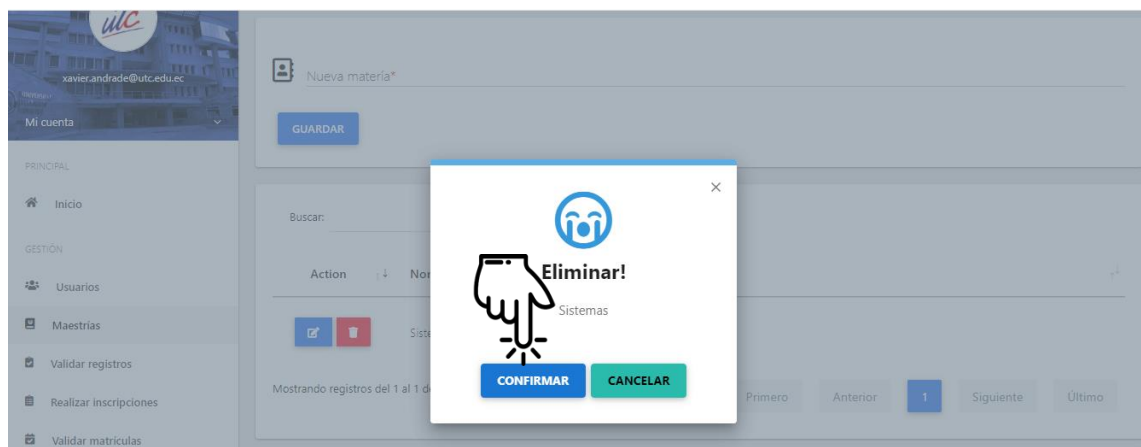 utc
xavier.andrade@utc.edu.ec
Mi cuenta
PRINCIPAL
Inicio
GESTIÓN
Usuarios
Maestrías
Validar registros
Realizar inscripciones
Validar matrículas
Nueva materia*
GUARDAR
Buscar:
Action
Mostrando registros del 1 al 1
×
Eliminar!
Sistemas
CONFIRMAR
CANCELAR
Primero
Anterior
1
Siguiente
Último